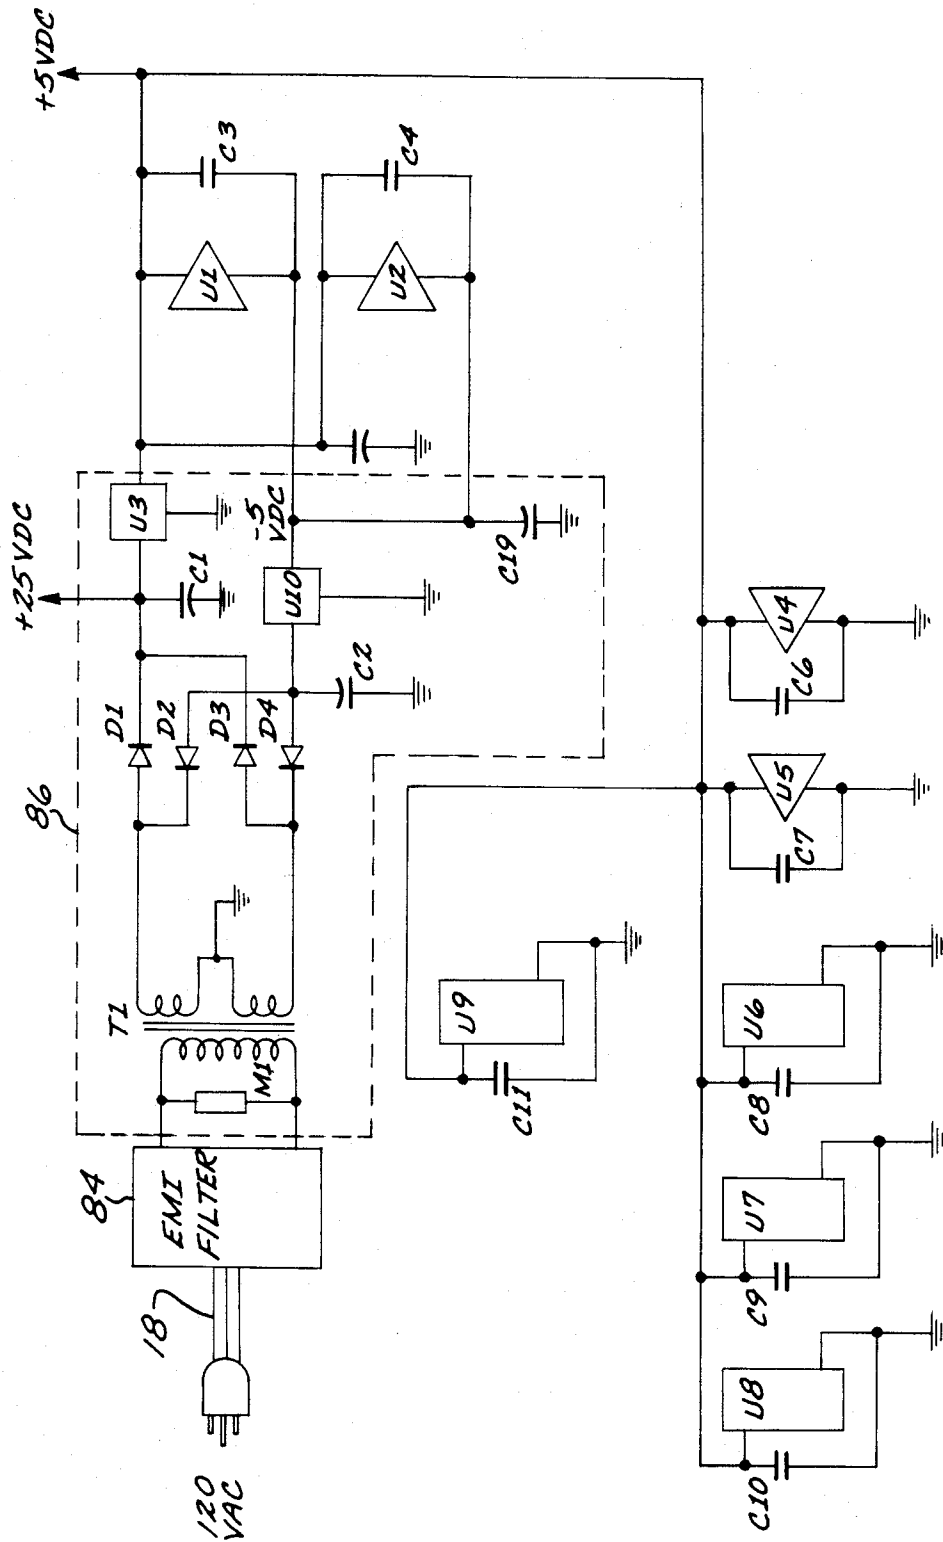 120
VAC
18
84
EMI
FILTER
M1
T1
86
D1
D2
D3
D4
+25VDC
C1
C2
U3
U10
-5
VDC
C19
+5VDC
U1
C3
U2
C4
U9
C11
C10
U8
C9
U7
C8
U6
C7
U5
C6
U4